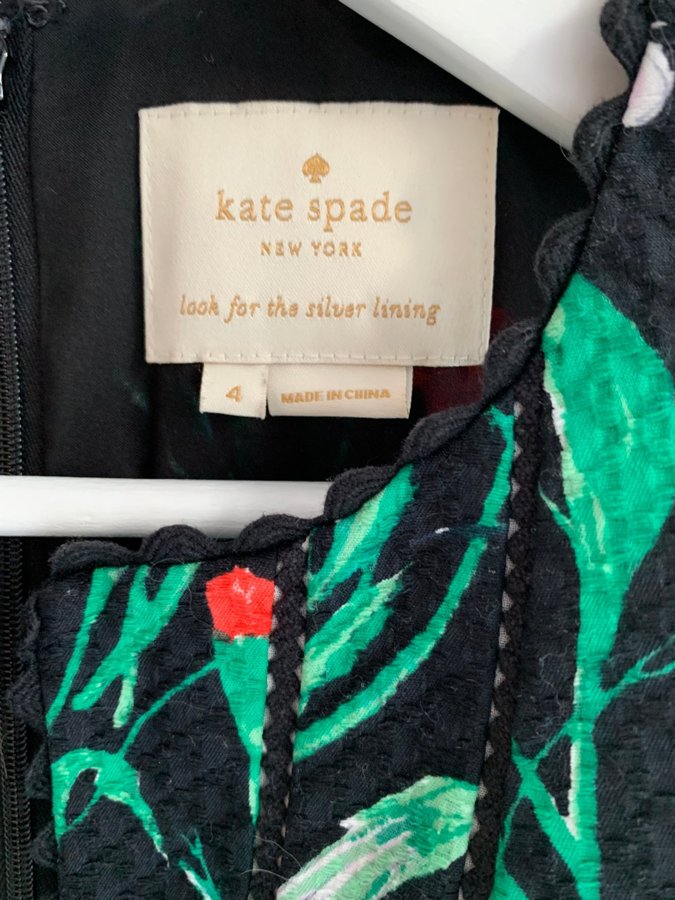 kate spade
NEW YORK
look for the silver lining
4
MADE IN CHINA